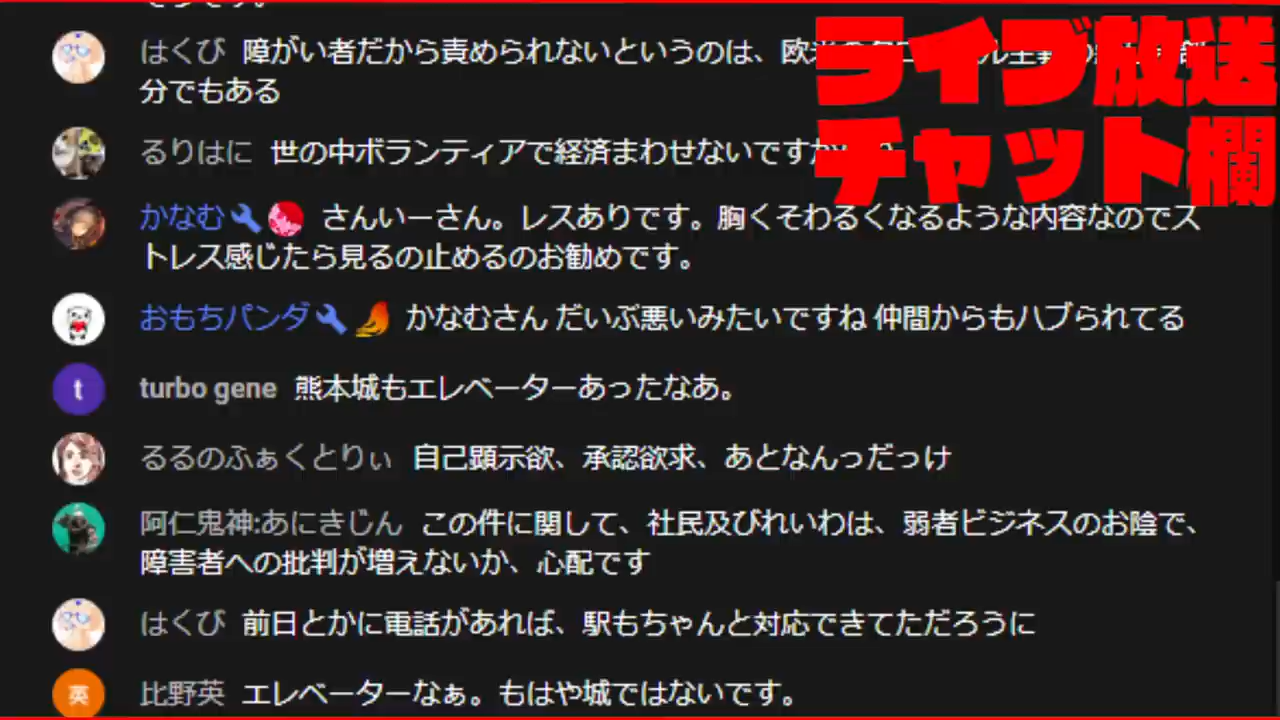 ライブ放送
チャット欄
はくび 障がい者だから責められないというのは、欧
分でもある
るりはに 世の中ボランティアで経済まわせないです
かなむ さんいーさん。レスありです。胸くそわるくなるような内容なのでス
トレス感じたら見るの止めるのお勧めです。
おもちパンダ かなむさん だいぶ悪いみたいですね 仲間からもハブられてる
t turbo gene 熊本城もエレベーターあったなあ。
るるのふぁくとりぃ 自己顕示欲、承認欲求、あとなんっだっけ
阿仁鬼神:あにきじん この件に関して、社民及びれいわは、弱者ビジネスのお陰で、
障害者への批判が増えないか、心配です
はくび 前日とかに電話があれば、駅もちゃんと対応できてただろうに
英 比野英 エレベーターなぁ。もはや城ではないです。